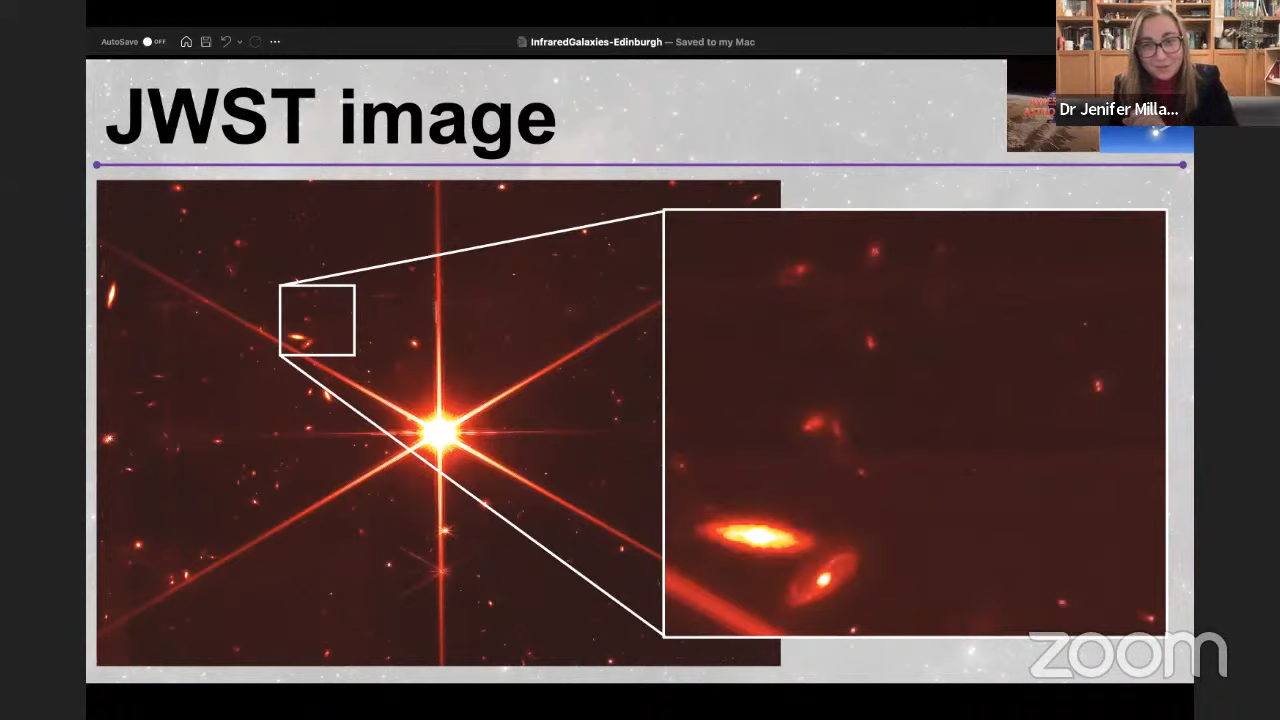 AutoSave OFF
InfraredGalaxies-Edinburgh — Saved to my Mac
JWST image
Dr Jenifer Milla...
zoom